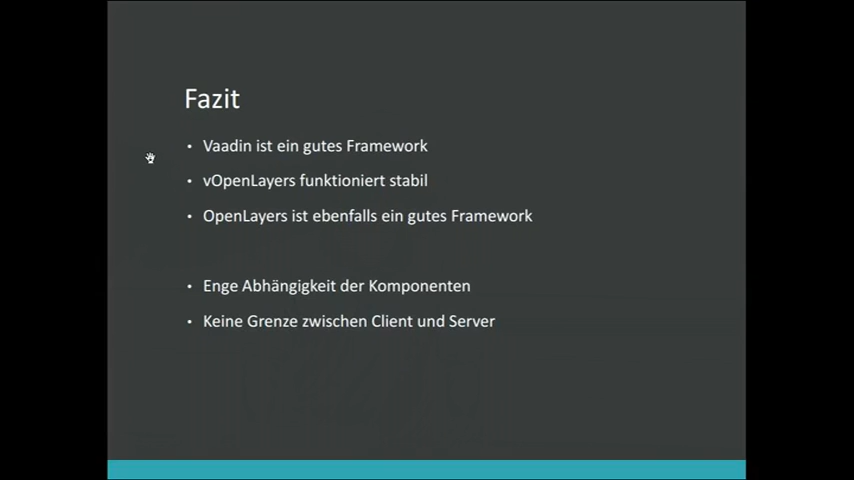 Fazit
• Vaadin ist ein gutes Framework
• vOpenLayers funktioniert stabil
• OpenLayers ist ebenfalls ein gutes Framework
• Enge Abhängigkeit der Komponenten
• Keine Grenze zwischen Client und Server